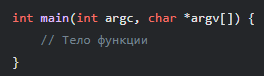 int main(int argc, char *argv[]) {
// Тело функции
}